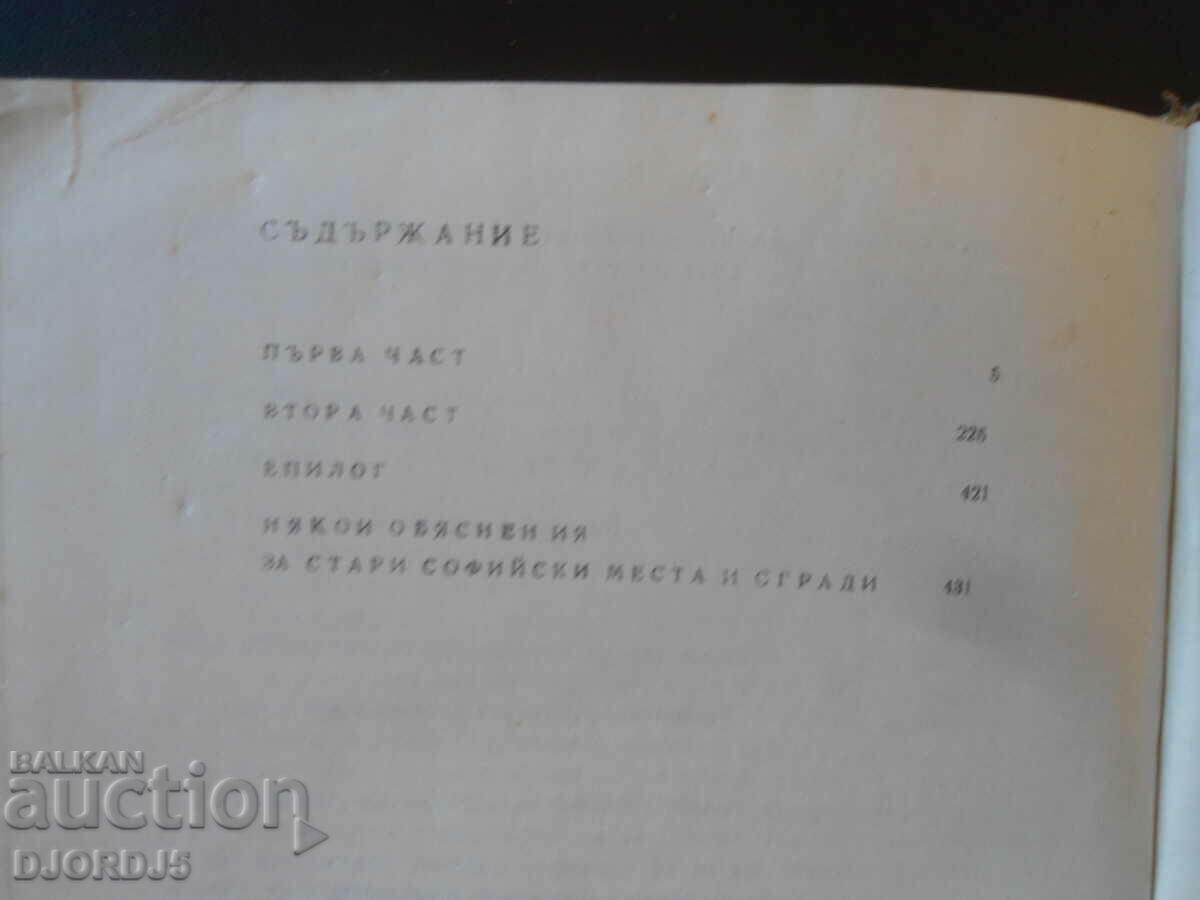 СЪДЪРЖАНИЕ
ПЪРВА ЧАСТ 5
ВТОРА ЧАСТ 225
ЕПИЛОГ 421
НЯКОИ ОБЯСНЕНИЯ
ЗА СТАРИ СОФИЙСКИ МЕСТА И СГРАДИ 431
BALKAN
auction
DJORDJ5